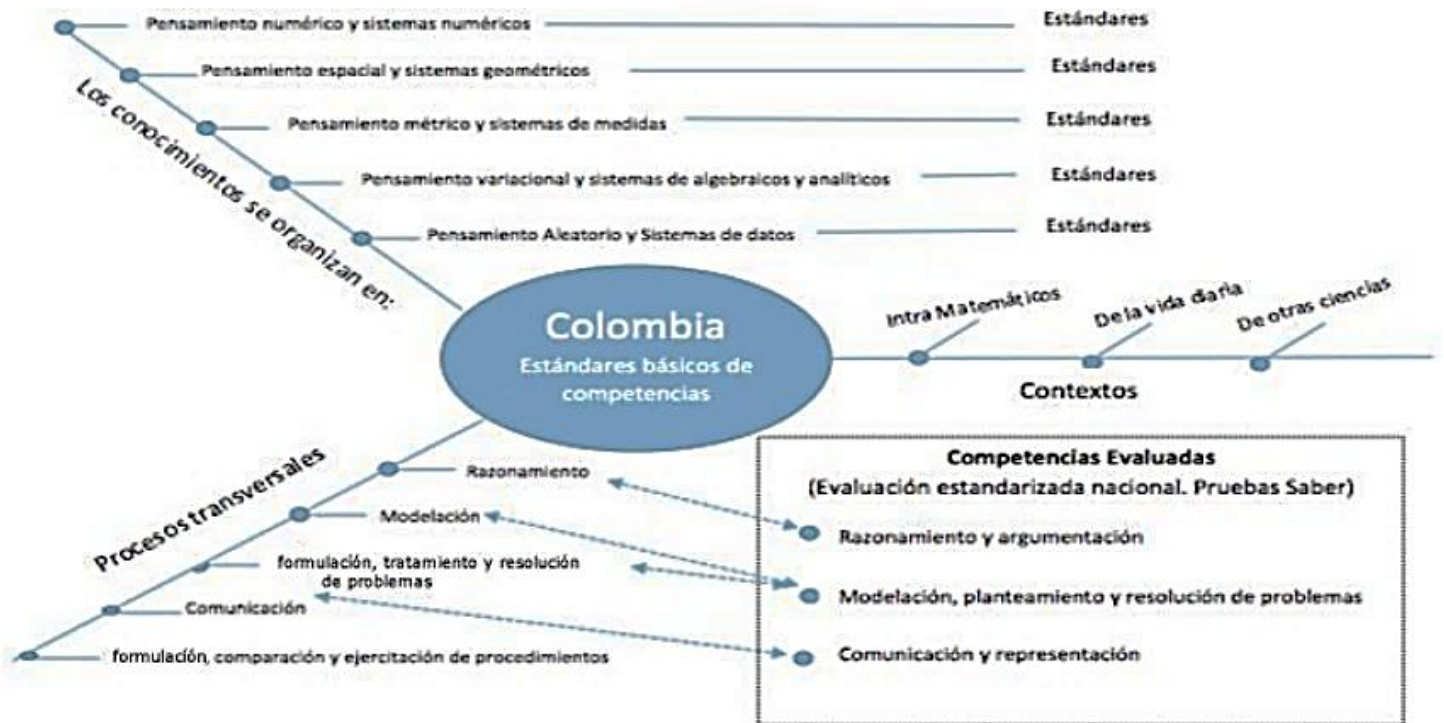 Pensamiento numérico y sistemas numéricos
Estándares
Pensamiento espacial y sistemas geométricos
Estándares
Pensamiento métrico y sistemas de medidas
Estándares
Pensamiento variacional y sistemas de algebraicos y analíticos
Estándares
Pensamiento Aleatorio y Sistemas de datos
Estándares
Los conocimientos se organizan en:
Colombia
Estándares básicos de
competencias
Intra Matemáticos
De la vida diaria
De otras ciencias
Contextos
Procesos transversales
Razonamiento
Modelación
formulación, tratamiento y resolución
de problemas
Comunicación
formulación, comparación y ejercitación de procedimientos
Competencias Evaluadas
(Evaluación estandarizada nacional. Pruebas Saber)
Razonamiento y argumentación
Modelación, planteamiento y resolución de problemas
Comunicación y representación